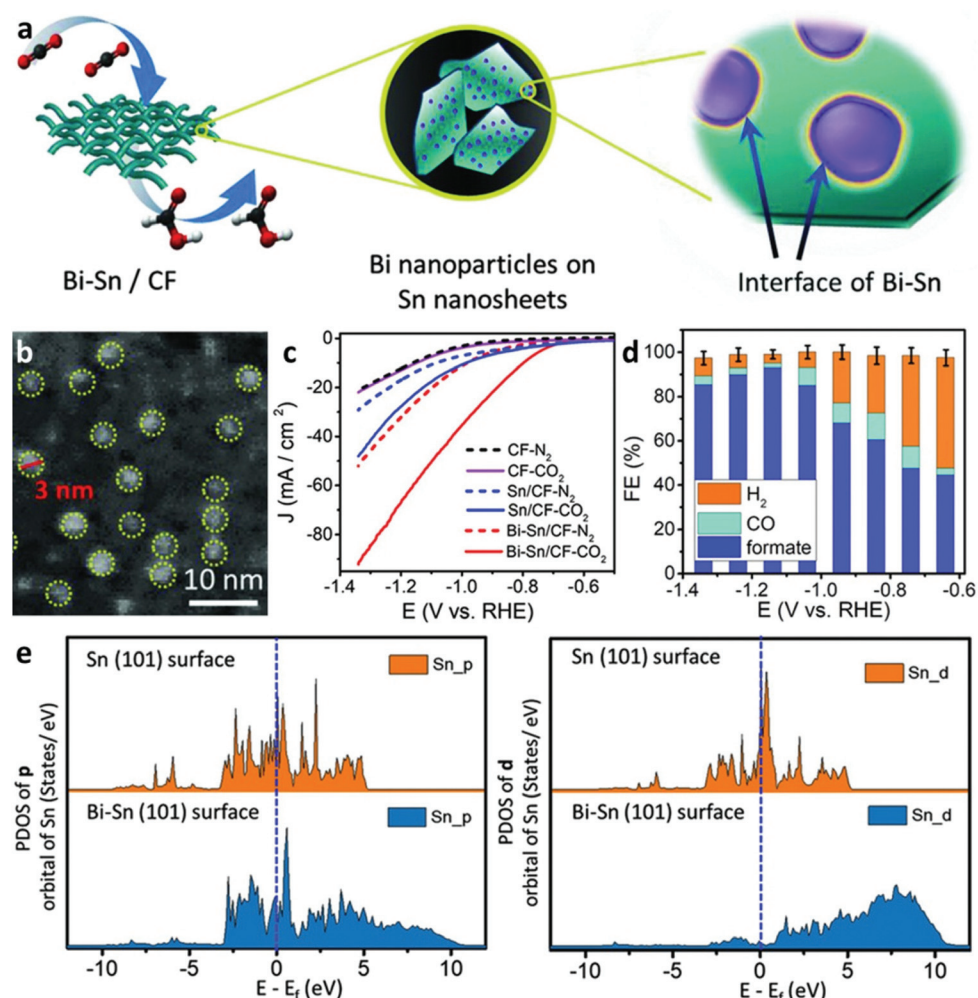 a
Bi-Sn / CF
Bi nanoparticles on
Sn nanosheets
Interface of Bi-Sn
b
3 nm
10 nm
c
J (mA / cm²)
0
-20
-40
-60
-80
CF-N₂
CF-CO₂
Sn/CF-N₂
Sn/CF-CO₂
Bi-Sn/CF-N₂
Bi-Sn/CF-CO₂
-1.4 -1.2 -1.0 -0.8 -0.6
E (V vs. RHE)
d
FE (%)
100
80
60
40
20
0
H₂
CO
formate
-1.4 -1.2 -1.0 -0.8 -0.6
E (V vs. RHE)
e
PDOS of p
orbital of Sn (States/ eV)
Sn (101) surface
Sn_p
Bi-Sn (101) surface
Sn_p
-10 -5 0 5 10
E - E_f (eV)
PDOS of d
orbital of Sn (States/ eV)
Sn (101) surface
Sn_d
Bi-Sn (101) surface
Sn_d
-10 -5 0 5 10
E - E_f (eV)